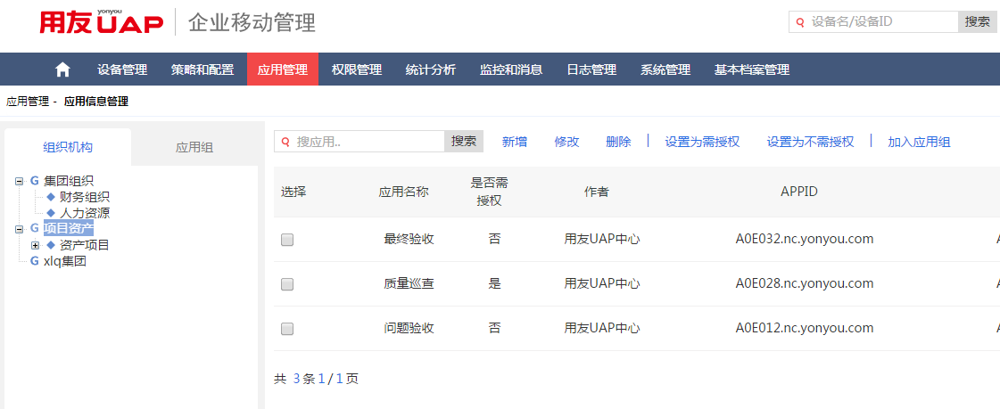 用友UAP yonyou 企业移动管理
设备名/设备ID 搜索
设备管理 策略和配置 应用管理 权限管理 统计分析 监控和消息 日志管理 系统管理 基本档案管理
应用管理 - 应用信息管理
组织机构 应用组
G 集团组织
财务组织
人力资源
G 项目资产
资产项目
G xlq集团
搜应用.. 搜索 新增 修改 删除 | 设置为需授权 设置为不需授权 | 加入应用组
选择 应用名称 是否需授权 作者 APPID
最终验收 否 用友UAP中心 A0E032.nc.yonyou.com
质量巡查 是 用友UAP中心 A0E028.nc.yonyou.com
问题验收 否 用友UAP中心 A0E012.nc.yonyou.com
共 3 条 1 / 1 页